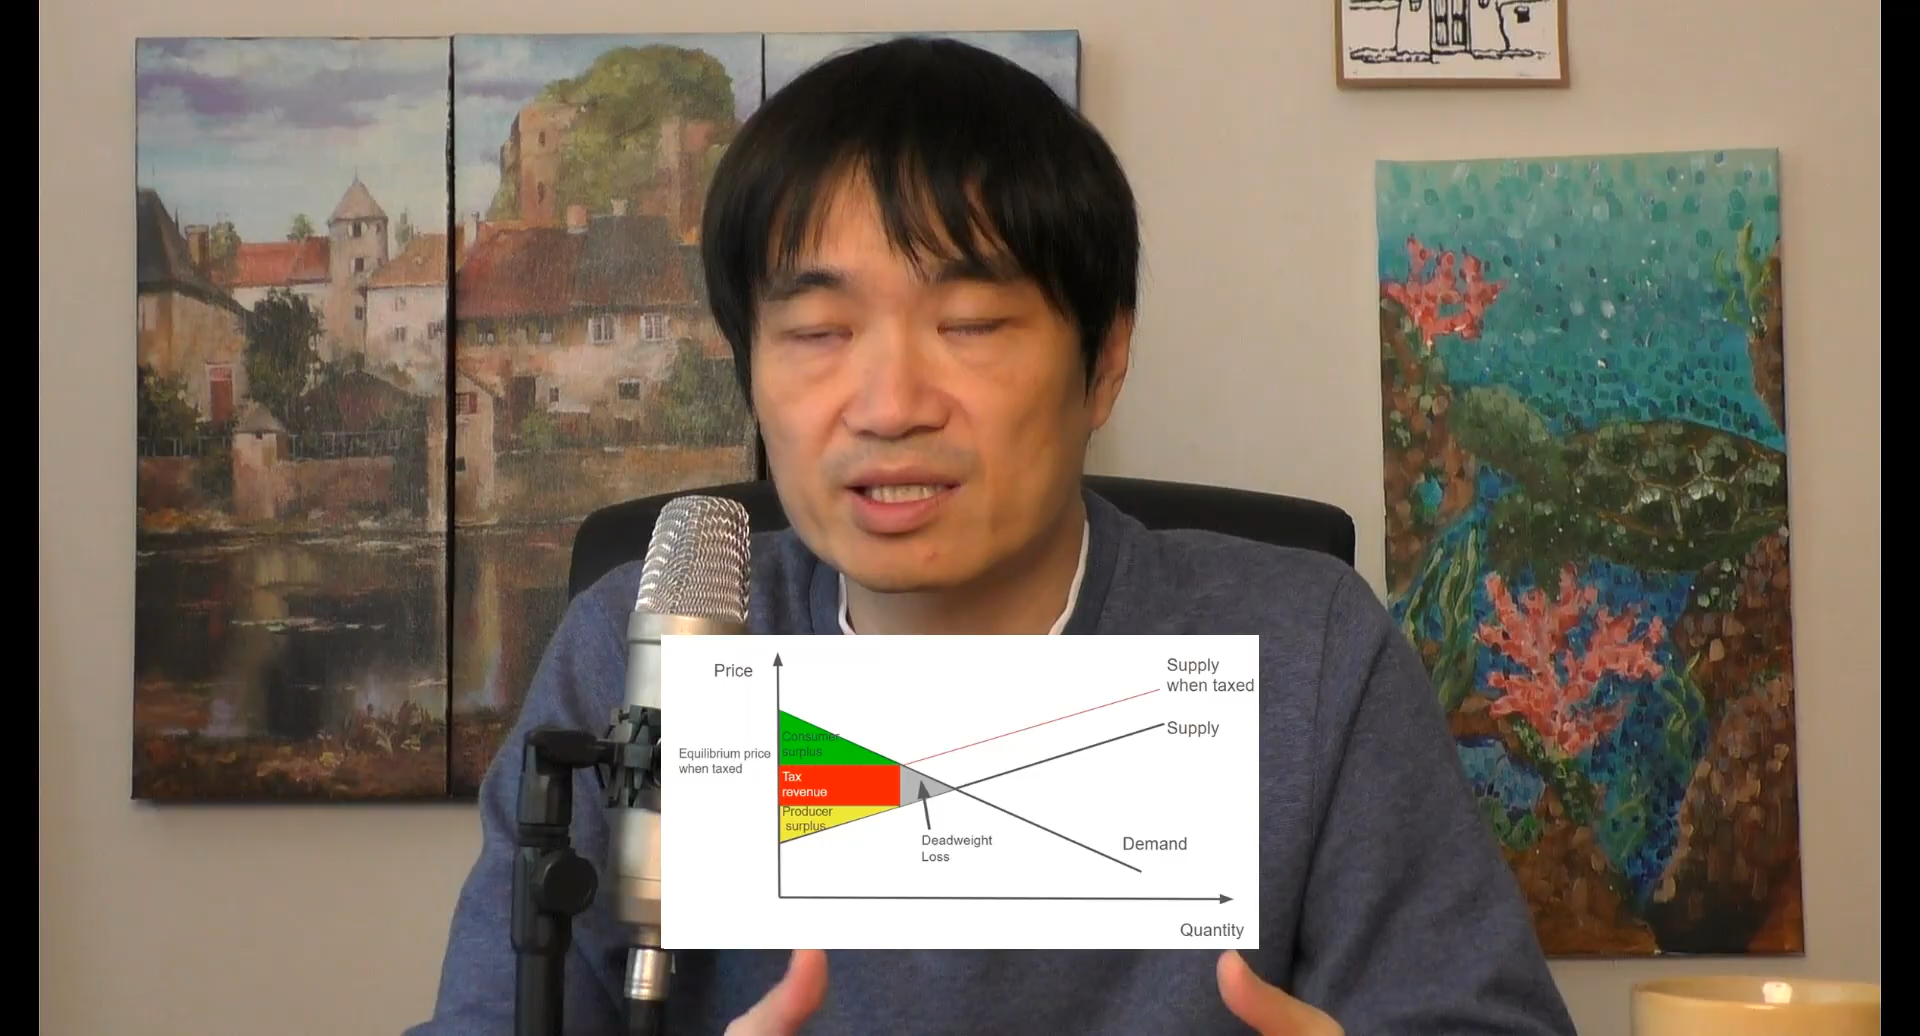 Price
Supply
when taxed
Supply
Consumer
surplus
Equilibrium price
when taxed
Tax
revenue
Producer
surplus
Deadweight
Loss
Demand
Quantity